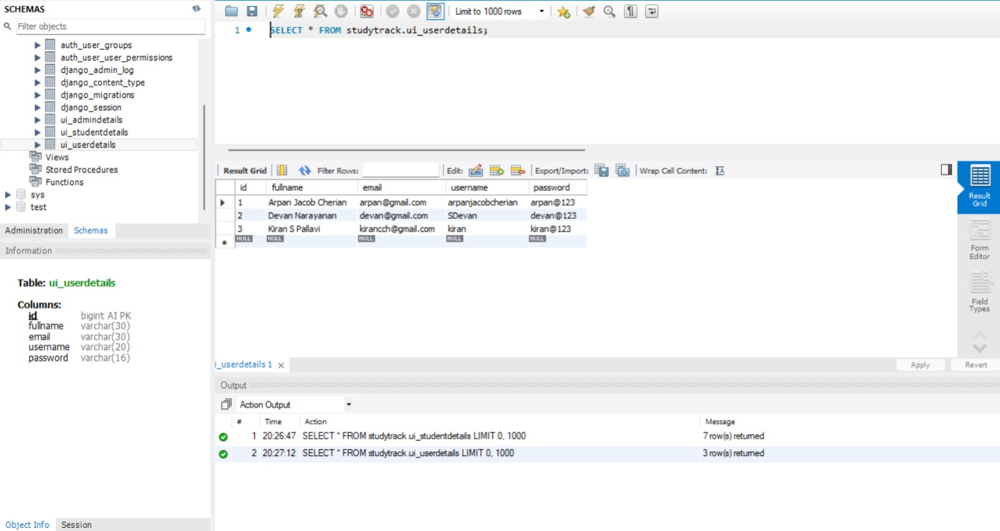 SCHEMAS
Filter objects
auth_user_groups
auth_user_user_permissions
django_admin_log
django_content_type
django_migrations
django_session
ui_admindetails
ui_studentdetails
ui_userdetails
Views
Stored Procedures
Functions
sys
test
Administration Schemas
Information
Table: ui_userdetails
Columns:
id bigint AI PK
fullname varchar(30)
email varchar(30)
username varchar(20)
password varchar(16)
Object Info Session
Limit to 1000 rows
1 SELECT * FROM studytrack.ui_userdetails;
Result Grid Filter Rows: Edit: Export/Import: Wrap Cell Content: IA
id fullname email username password
1 Arpan Jacob Cherian arpan@gmail.com arpanjacobcherian arpan@123
2 Devan Narayanan devan@gmail.com SDevan devan@123
3 Kiran S Pallavi kirancch@gmail.com kiran kiran@123
NULL NULL NULL NULL NULL
Result
Grid
Form
Editor
Field
Types
i_userdetails 1
Apply Revert
Output
Action Output
# Time Action Message
1 20:26:47 SELECT * FROM studytrack.ui_studentdetails LIMIT 0, 1000 7 row(s) returned
2 20:27:12 SELECT * FROM studytrack.ui_userdetails LIMIT 0, 1000 3 row(s) returned